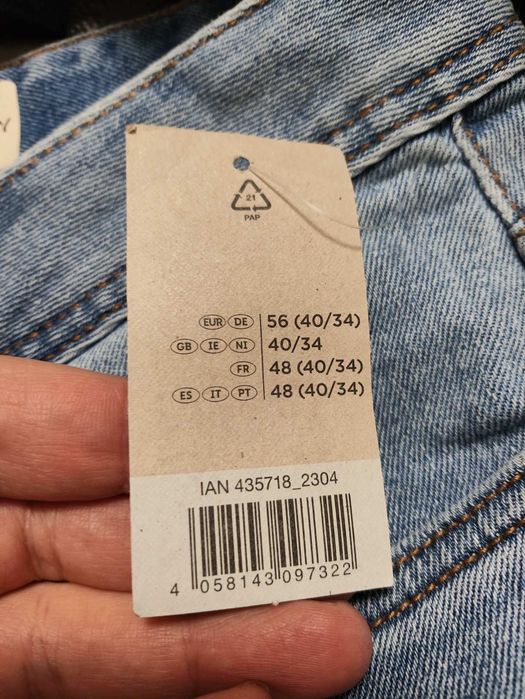 21
PAP
EUR DE 56 (40/34)
GB IE NI 40/34
FR 48 (40/34)
ES IT PT 48 (40/34)
IAN 435718_2304
4 058143 097322